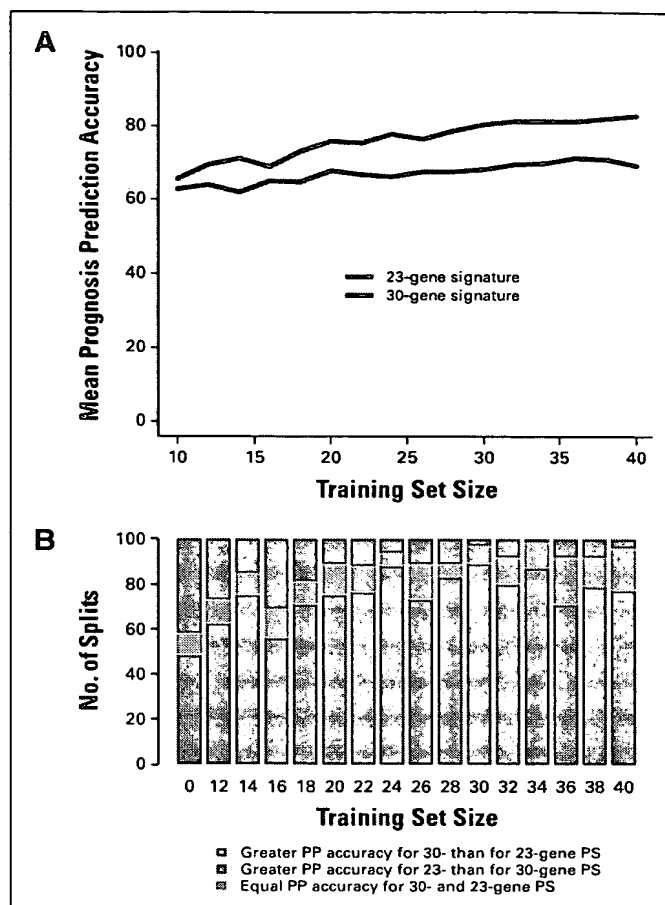 A
Mean Prognosis Prediction Accuracy
100
80
60
40
20
0
23-gene signature
30-gene signature
10 15 20 25 30 35 40
Training Set Size
B
No. of Splits
100
80
60
40
20
0
0 12 14 16 18 20 22 24 26 28 30 32 34 36 38 40
Training Set Size
Greater PP accuracy for 30- than for 23-gene PS
Greater PP accuracy for 23- than for 30-gene PS
Equal PP accuracy for 30- and 23-gene PS